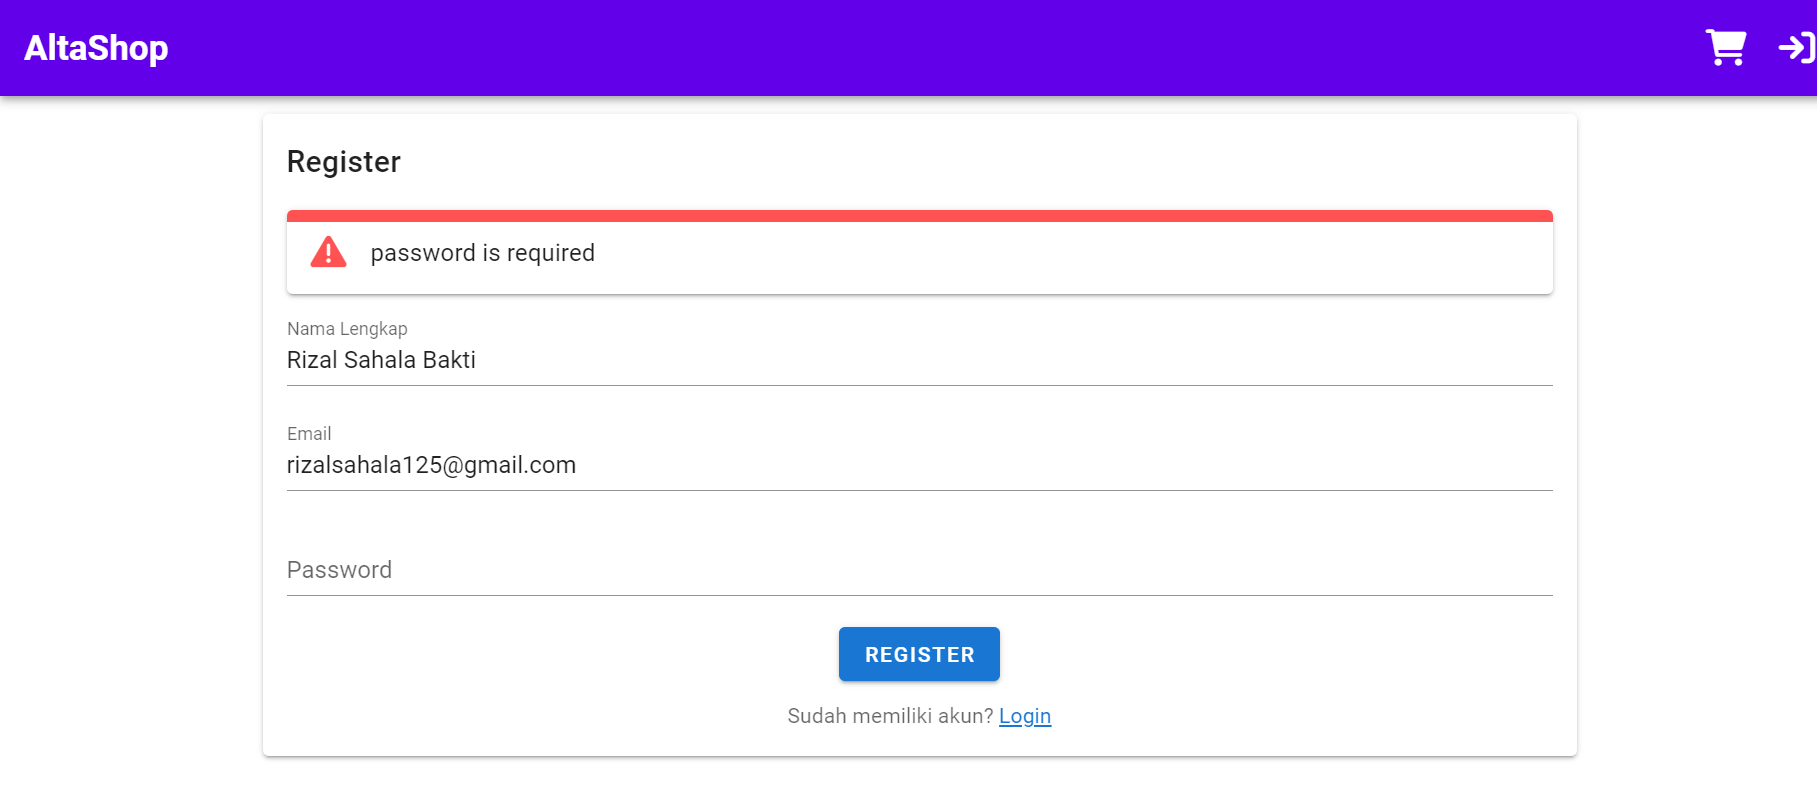 AltaShop
Register
password is required
Nama Lengkap
Rizal Sahala Bakti
Email
rizalsahala125@gmail.com
Password
REGISTER
Sudah memiliki akun? Login